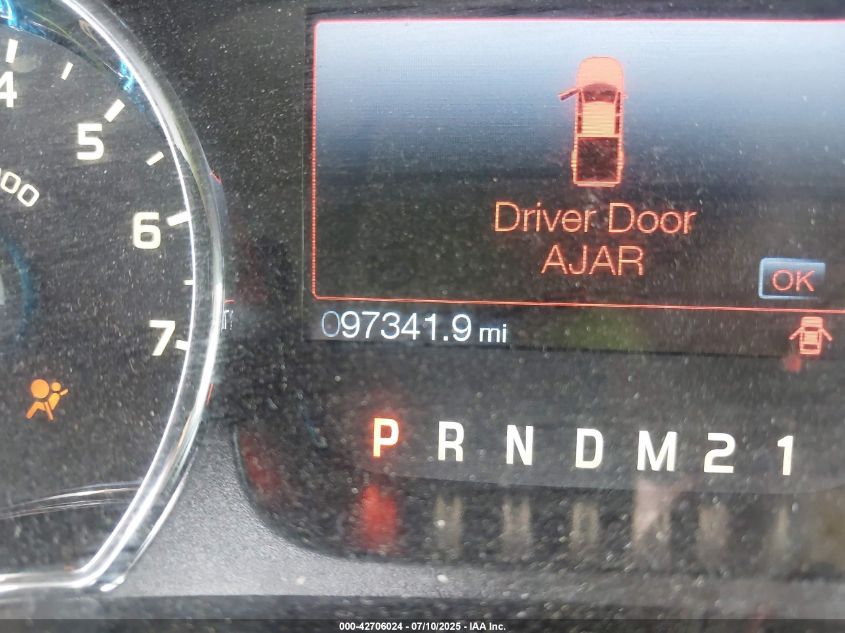 4
5
6
7
Driver Door
AJAR
OK
097341.9 mi
P R N D M 2 1
000-42706024 - 07/10/2025 - IAA Inc.